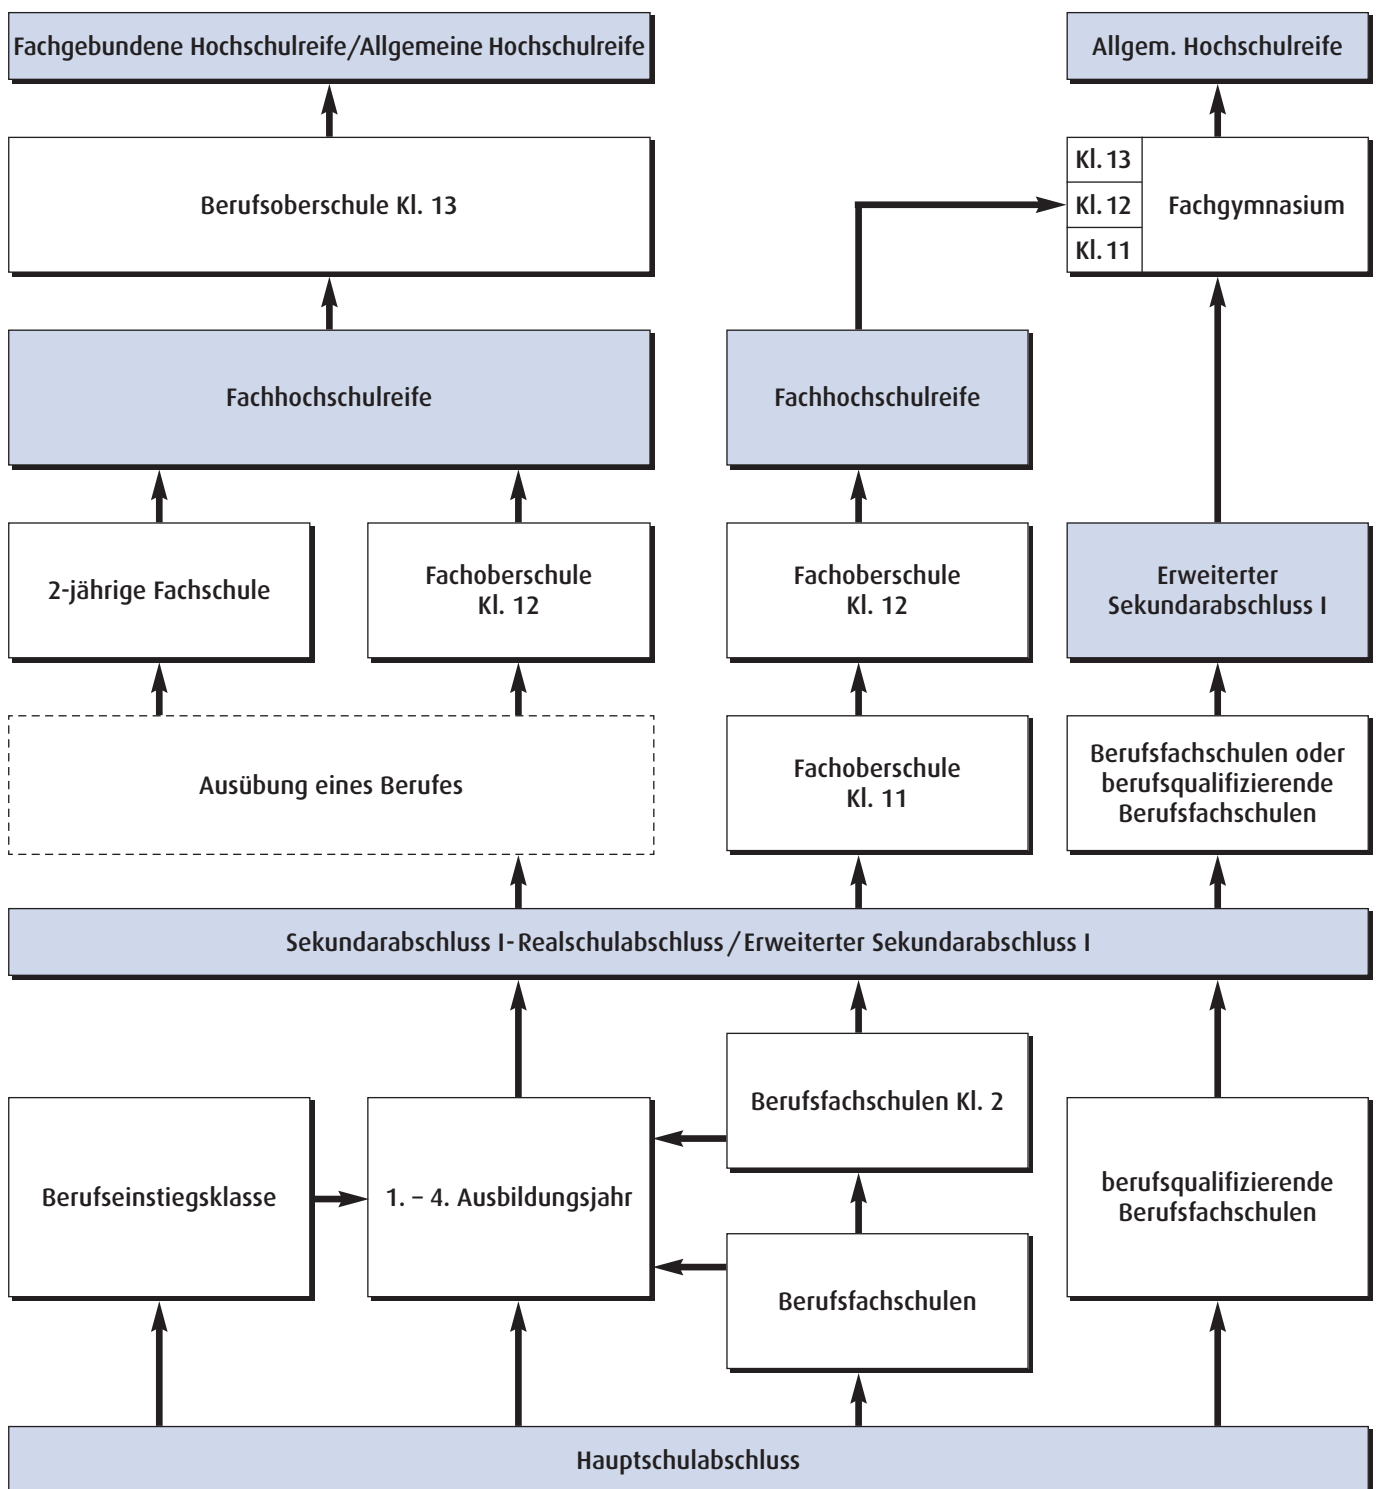 Fachgebundene Hochschulreife/Allgemeine Hochschulreife
Allgem. Hochschulreife
Berufsoberschule Kl. 13
Kl. 13
Kl. 12
Kl. 11
Fachgymnasium
Fachhochschulreife
Fachhochschulreife
2-jährige Fachschule
Fachoberschule
Kl. 12
Fachoberschule
Kl. 12
Erweiterter
Sekundarabschluss I
Ausübung eines Berufes
Fachoberschule
Kl. 11
Berufsfachschulen oder
berufsqualifizierende
Berufsfachschulen
Sekundarabschluss I-Realschulabschluss/Erweiterter Sekundarabschluss I
Berufseinstiegsklasse
1. – 4. Ausbildungsjahr
Berufsfachschulen Kl. 2
Berufsfachschulen
berufsqualifizierende
Berufsfachschulen
Hauptschulabschluss